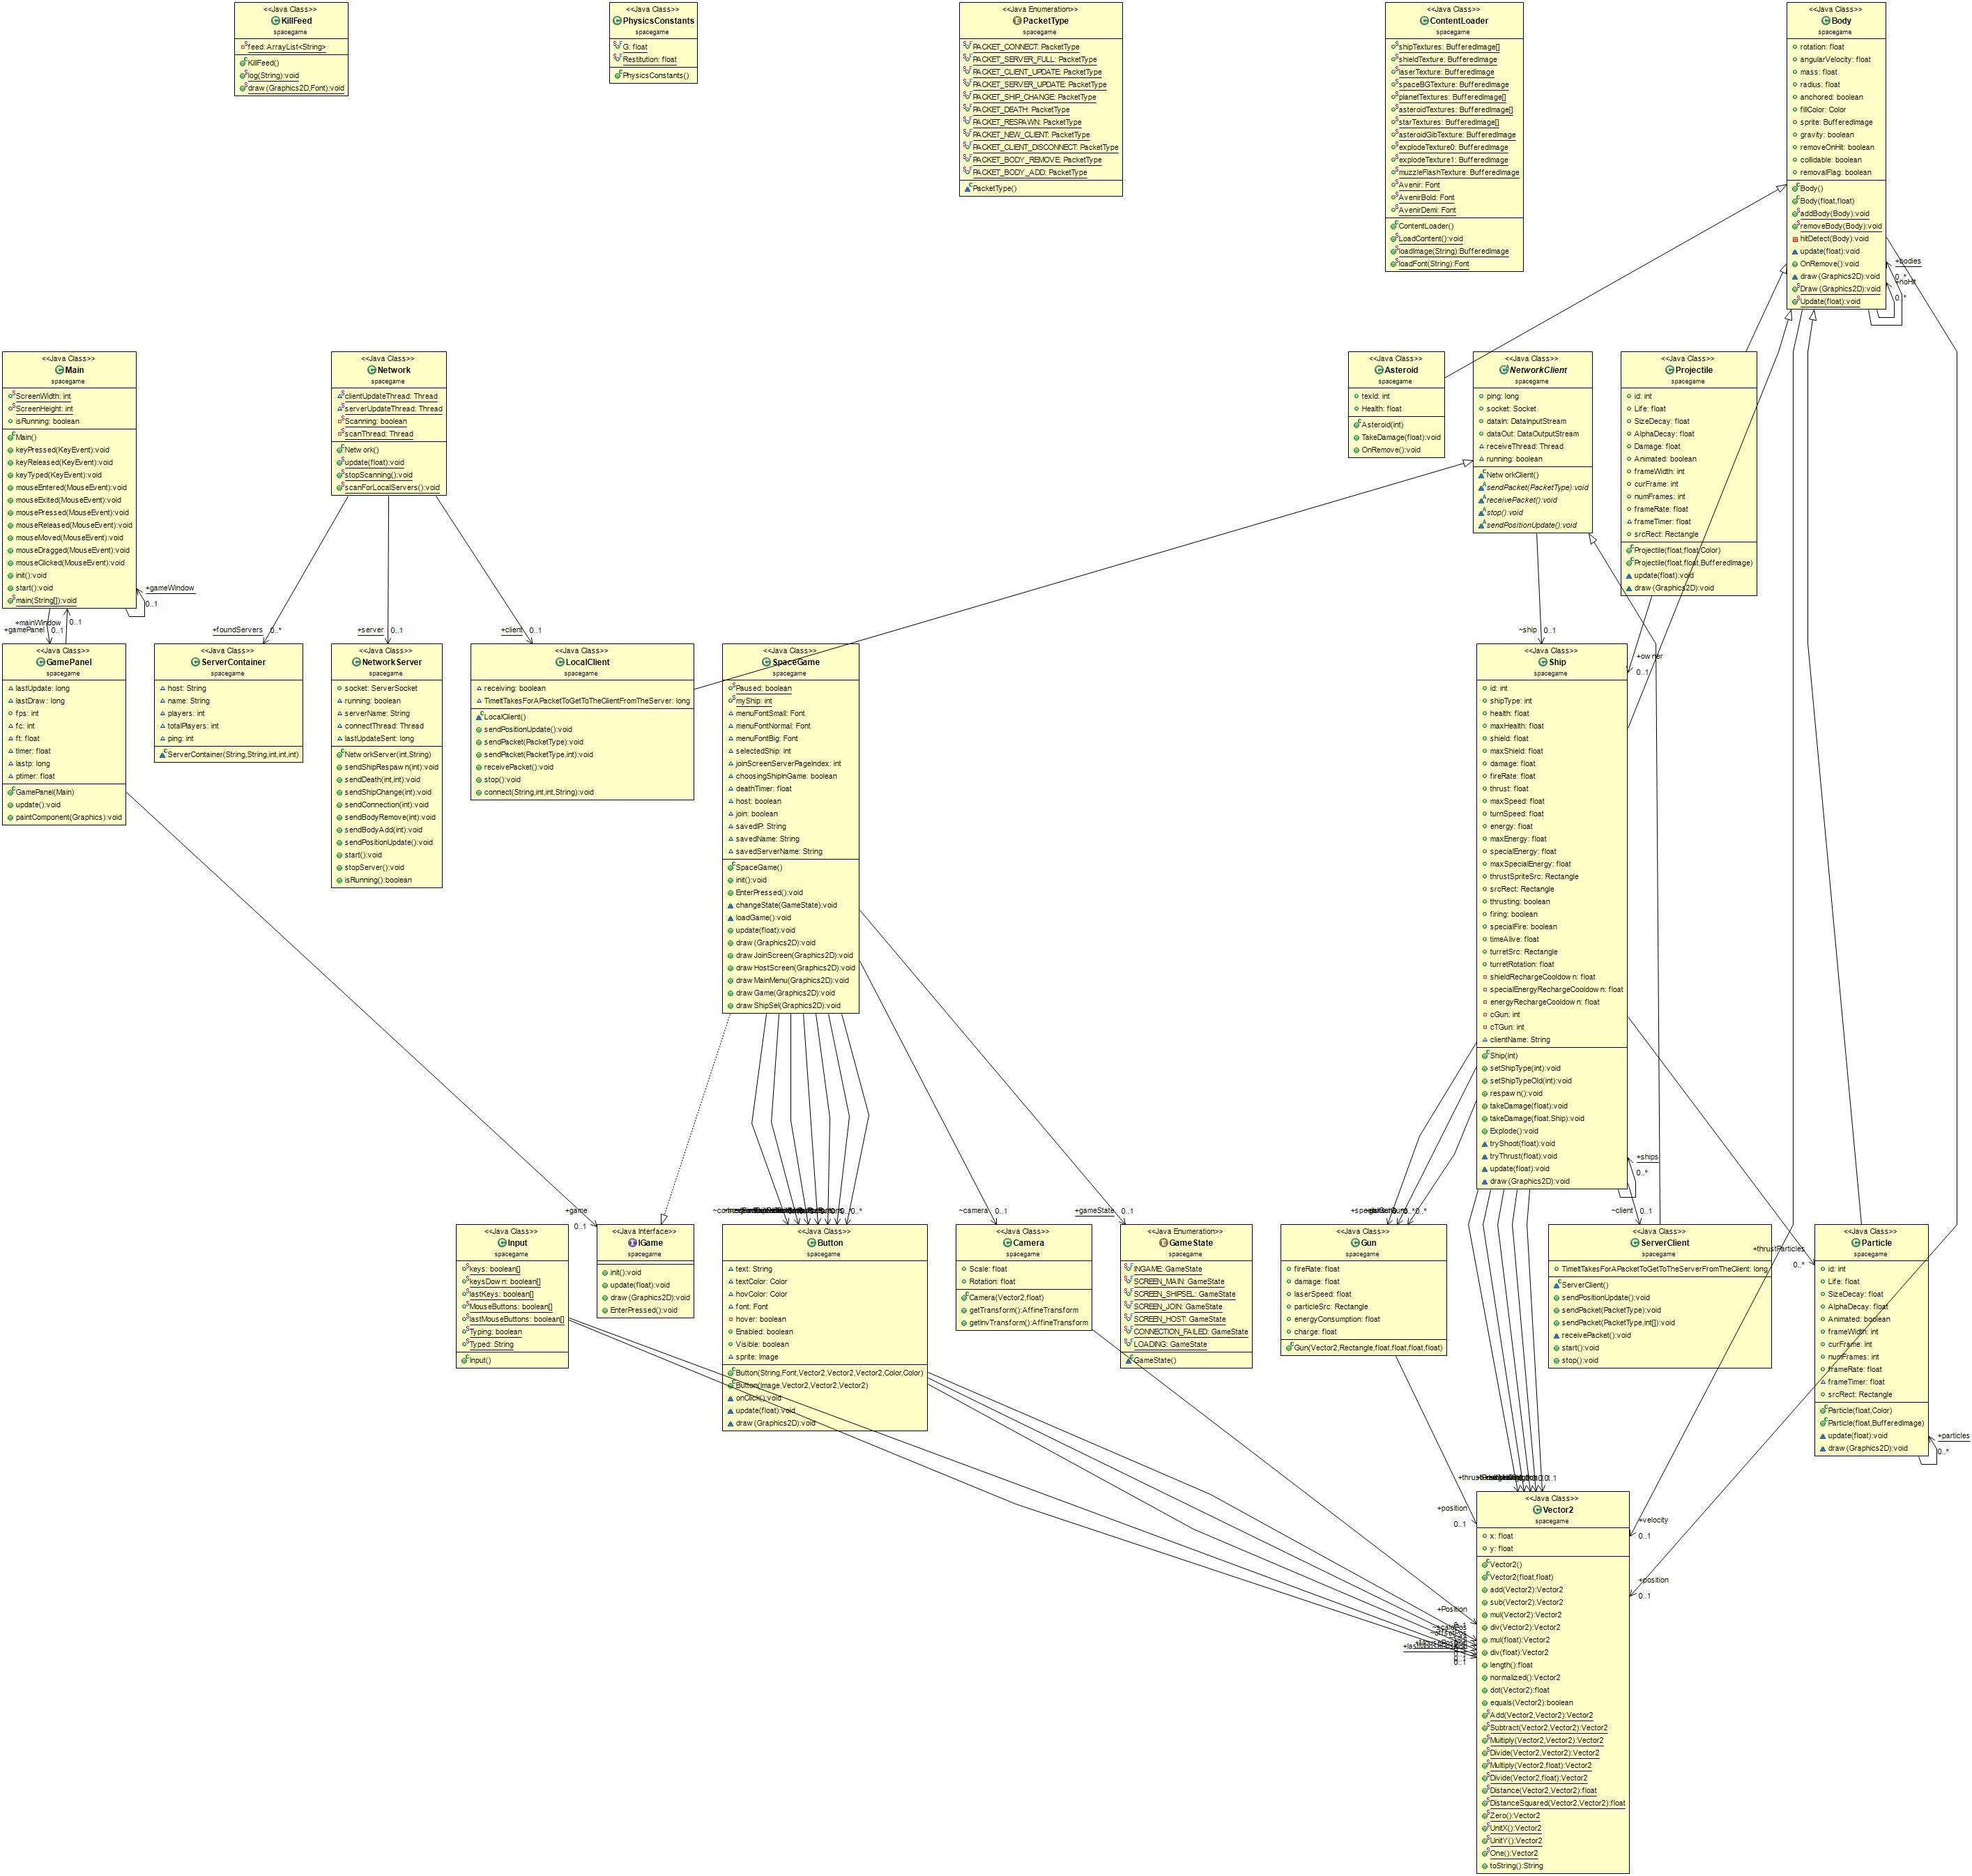 <<Java Class>>
KillFeed
spacegame
feed: ArrayList<String>
KillFeed()
log(String):void
draw(Graphics2D,Font):void
<<Java Class>>
PhysicsConstants
spacegame
G: float
Restitution: float
PhysicsConstants()
<<Java Enumeration>>
PacketType
spacegame
PACKET_CONNECT: PacketType
PACKET_SERVER_FULL: PacketType
PACKET_CLIENT_UPDATE: PacketType
PACKET_SERVER_UPDATE: PacketType
PACKET_SHIP_CHANGE: PacketType
PACKET_DEATH: PacketType
PACKET_RESPAWN: PacketType
PACKET_NEW_CLIENT: PacketType
PACKET_CLIENT_DISCONNECT: PacketType
PACKET_BODY_REMOVE: PacketType
PACKET_BODY_ADD: PacketType
PacketType()
<<Java Class>>
ContentLoader
spacegame
shipTextures: BufferedImage[]
shieldTexture: BufferedImage
laserTexture: BufferedImage
spaceBGTexture: BufferedImage
planetTextures: BufferedImage[]
asteroidTextures: BufferedImage[]
starTextures: BufferedImage[]
asteroidGibTexture: BufferedImage
explodeTexture0: BufferedImage
explodeTexture1: BufferedImage
muzzleFlashTexture: BufferedImage
Avenir: Font
AvenirBold: Font
AvenirDemi: Font
ContentLoader()
LoadContent():void
loadImage(String):BufferedImage
loadFont(String):Font
<<Java Class>>
Body
spacegame
rotation: float
angularVelocity: float
mass: float
radius: float
anchored: boolean
fillColor: Color
sprite: BufferedImage
gravity: boolean
removeOnHit: boolean
collidable: boolean
removalFlag: boolean
Body()
Body(float,float)
addBody(Body):void
removeBody(Body):void
hitDetect(Body):void
update(float):void
OnRemove():void
draw(Graphics2D):void
Draw(Graphics2D):void
Update(float):void
+bodies
0..*
+noHit
0..*
<<Java Class>>
Main
spacegame
ScreenWidth: int
ScreenHeight: int
isRunning: boolean
Main()
keyPressed(KeyEvent):void
keyReleased(KeyEvent):void
keyTyped(KeyEvent):void
mouseEntered(MouseEvent):void
mouseExited(MouseEvent):void
mousePressed(MouseEvent):void
mouseReleased(MouseEvent):void
mouseMoved(MouseEvent):void
mouseDragged(MouseEvent):void
mouseClicked(MouseEvent):void
init():void
start():void
main(String[]):void
+gameWindow
0..1
+mainWindow
0..1
+gamePanel
0..1
<<Java Class>>
Network
spacegame
clientUpdateThread: Thread
serverUpdateThread: Thread
Scanning: boolean
scanThread: Thread
Network()
update(float):void
stopScanning():void
scanForLocalServers():void
+foundServers
0..*
+server
0..1
+client
0..1
<<Java Class>>
Asteroid
spacegame
texId: int
Health: float
Asteroid(int)
TakeDamage(float):void
OnRemove():void
<<Java Class>>
NetworkClient
spacegame
ping: long
socket: Socket
dataIn: DataInputStream
dataOut: DataOutputStream
receiveThread: Thread
running: boolean
NetworkClient()
sendPacket(PacketType):void
receivePacket():void
stop():void
sendPositionUpdate():void
~ship
0..1
<<Java Class>>
Projectile
spacegame
id: int
Life: float
SizeDecay: float
AlphaDecay: float
Damage: float
Animated: boolean
frameWidth: int
curFrame: int
numFrames: int
frameRate: float
frameTimer: float
srcRect: Rectangle
Projectile(float,float,Color)
Projectile(float,float,BufferedImage)
update(float):void
draw(Graphics2D):void
+owner
0..1
<<Java Class>>
GamePanel
spacegame
lastUpdate: long
lastDraw: long
fps: int
fc: int
ft: float
timer: float
lastp: long
ptimer: float
GamePanel(Main)
update():void
paintComponent(Graphics):void
<<Java Class>>
ServerContainer
spacegame
host: String
name: String
players: int
totalPlayers: int
ping: int
ServerContainer(String,String,int,int,int)
<<Java Class>>
NetworkServer
spacegame
socket: ServerSocket
running: boolean
serverName: String
connectThread: Thread
lastUpdateSent: long
NetworkServer(int,String)
sendShipRespawn(int):void
sendDeath(int,int):void
sendShipChange(int):void
sendConnection(int):void
sendBodyRemove(int):void
sendBodyAdd(int):void
sendPositionUpdate():void
start():void
stopServer():void
isRunning():boolean
<<Java Class>>
LocalClient
spacegame
receiving: boolean
TimeItTakesForAPacketToGetToTheClientFromTheServer: long
LocalClient()
sendPositionUpdate():void
sendPacket(PacketType):void
sendPacket(PacketType,int):void
receivePacket():void
stop():void
connect(String,int,int,String):void
<<Java Class>>
SpaceGame
spacegame
Paused: boolean
myShip: int
menuFontSmall: Font
menuFontNormal: Font
menuFontBig: Font
selectedShip: int
joinScreenServerPageIndex: int
choosingShipInGame: boolean
deathTimer: float
host: boolean
join: boolean
savedIP: String
savedName: String
savedServerName: String
SpaceGame()
init():void
EnterPressed():void
changeState(GameState):void
loadGame():void
update(float):void
draw(Graphics2D):void
drawJoinScreen(Graphics2D):void
drawHostScreen(Graphics2D):void
drawMainMenu(Graphics2D):void
drawGame(Graphics2D):void
drawShipSel(Graphics2D):void
<<Java Class>>
Ship
spacegame
id: int
shipType: int
health: float
maxHealth: float
shield: float
maxShield: float
damage: float
fireRate: float
thrust: float
maxSpeed: float
turnSpeed: float
energy: float
maxEnergy: float
specialEnergy: float
maxSpecialEnergy: float
thrustSpriteSrc: Rectangle
srcRect: Rectangle
thrusting: boolean
firing: boolean
specialFire: boolean
timeAlive: float
turretSrc: Rectangle
turretRotation: float
shieldRechargeCooldown: float
specialEnergyRechargeCooldown: float
energyRechargeCooldown: float
cGun: int
cTGun: int
clientName: String
Ship(int)
setShipType(int):void
setShipTypeOld(int):void
respawn():void
takeDamage(float):void
takeDamage(float,Ship):void
Explode():void
tryShoot(float):void
tryThrust(float):void
update(float):void
draw(Graphics2D):void
+ships
0..*
+game
0..1
0..*
~camera
0..1
+gameState
0..1
~client
0..1
+thrustParticles
0..*
<<Java Class>>
Input
spacegame
keys: boolean[]
keysDown: boolean[]
lastKeys: boolean[]
MouseButtons: boolean[]
lastMouseButtons: boolean[]
Typing: boolean
Typed: String
Input()
<<Java Interface>>
IGame
spacegame
init():void
update(float):void
draw(Graphics2D):void
EnterPressed():void
<<Java Class>>
Button
spacegame
text: String
textColor: Color
hovColor: Color
font: Font
hover: boolean
Enabled: boolean
Visible: boolean
sprite: Image
Button(String,Font,Vector2,Vector2,Vector2,Color,Color)
Button(Image,Vector2,Vector2,Vector2)
onClick():void
update(float):void
draw(Graphics2D):void
<<Java Class>>
Camera
spacegame
Scale: float
Rotation: float
Camera(Vector2,float)
getTransform():AffineTransform
getInvTransform():AffineTransform
<<Java Enumeration>>
GameState
spacegame
INGAME: GameState
SCREEN_MAIN: GameState
SCREEN_SHIPSEL: GameState
SCREEN_JOIN: GameState
SCREEN_HOST: GameState
CONNECTION_FAILED: GameState
LOADING: GameState
GameState()
<<Java Class>>
Gun
spacegame
fireRate: float
damage: float
laserSpeed: float
particleSrc: Rectangle
energyConsumption: float
charge: float
Gun(Vector2,Rectangle,float,float,float,float)
<<Java Class>>
ServerClient
spacegame
TimeItTakesForAPacketToGetToTheServerFromTheClient: long
ServerClient()
sendPositionUpdate():void
sendPacket(PacketType):void
sendPacket(PacketType,int[]):void
receivePacket():void
start():void
stop():void
<<Java Class>>
Particle
spacegame
id: int
Life: float
SizeDecay: float
AlphaDecay: float
Animated: boolean
frameWidth: int
curFrame: int
numFrames: int
frameRate: float
frameTimer: float
srcRect: Rectangle
Particle(float,Color)
Particle(float,BufferedImage)
update(float):void
draw(Graphics2D):void
+particles
0..*
+position
0..1
+velocity
0..1
+position
0..1
+Position
~scalePos
~offsetPos
0..1
<<Java Class>>
Vector2
spacegame
x: float
y: float
Vector2()
Vector2(float,float)
add(Vector2):Vector2
sub(Vector2):Vector2
mul(Vector2):Vector2
div(Vector2):Vector2
mul(float):Vector2
div(float):Vector2
length():float
normalized():Vector2
dot(Vector2):float
equals(Vector2):boolean
Add(Vector2,Vector2):Vector2
Subtract(Vector2,Vector2):Vector2
Multiply(Vector2,Vector2):Vector2
Divide(Vector2,Vector2):Vector2
Multiply(Vector2,float):Vector2
Divide(Vector2,float):Vector2
Distance(Vector2,Vector2):float
DistanceSquared(Vector2,Vector2):float
Zero():Vector2
UnitX():Vector2
UnitY():Vector2
One():Vector2
toString():String